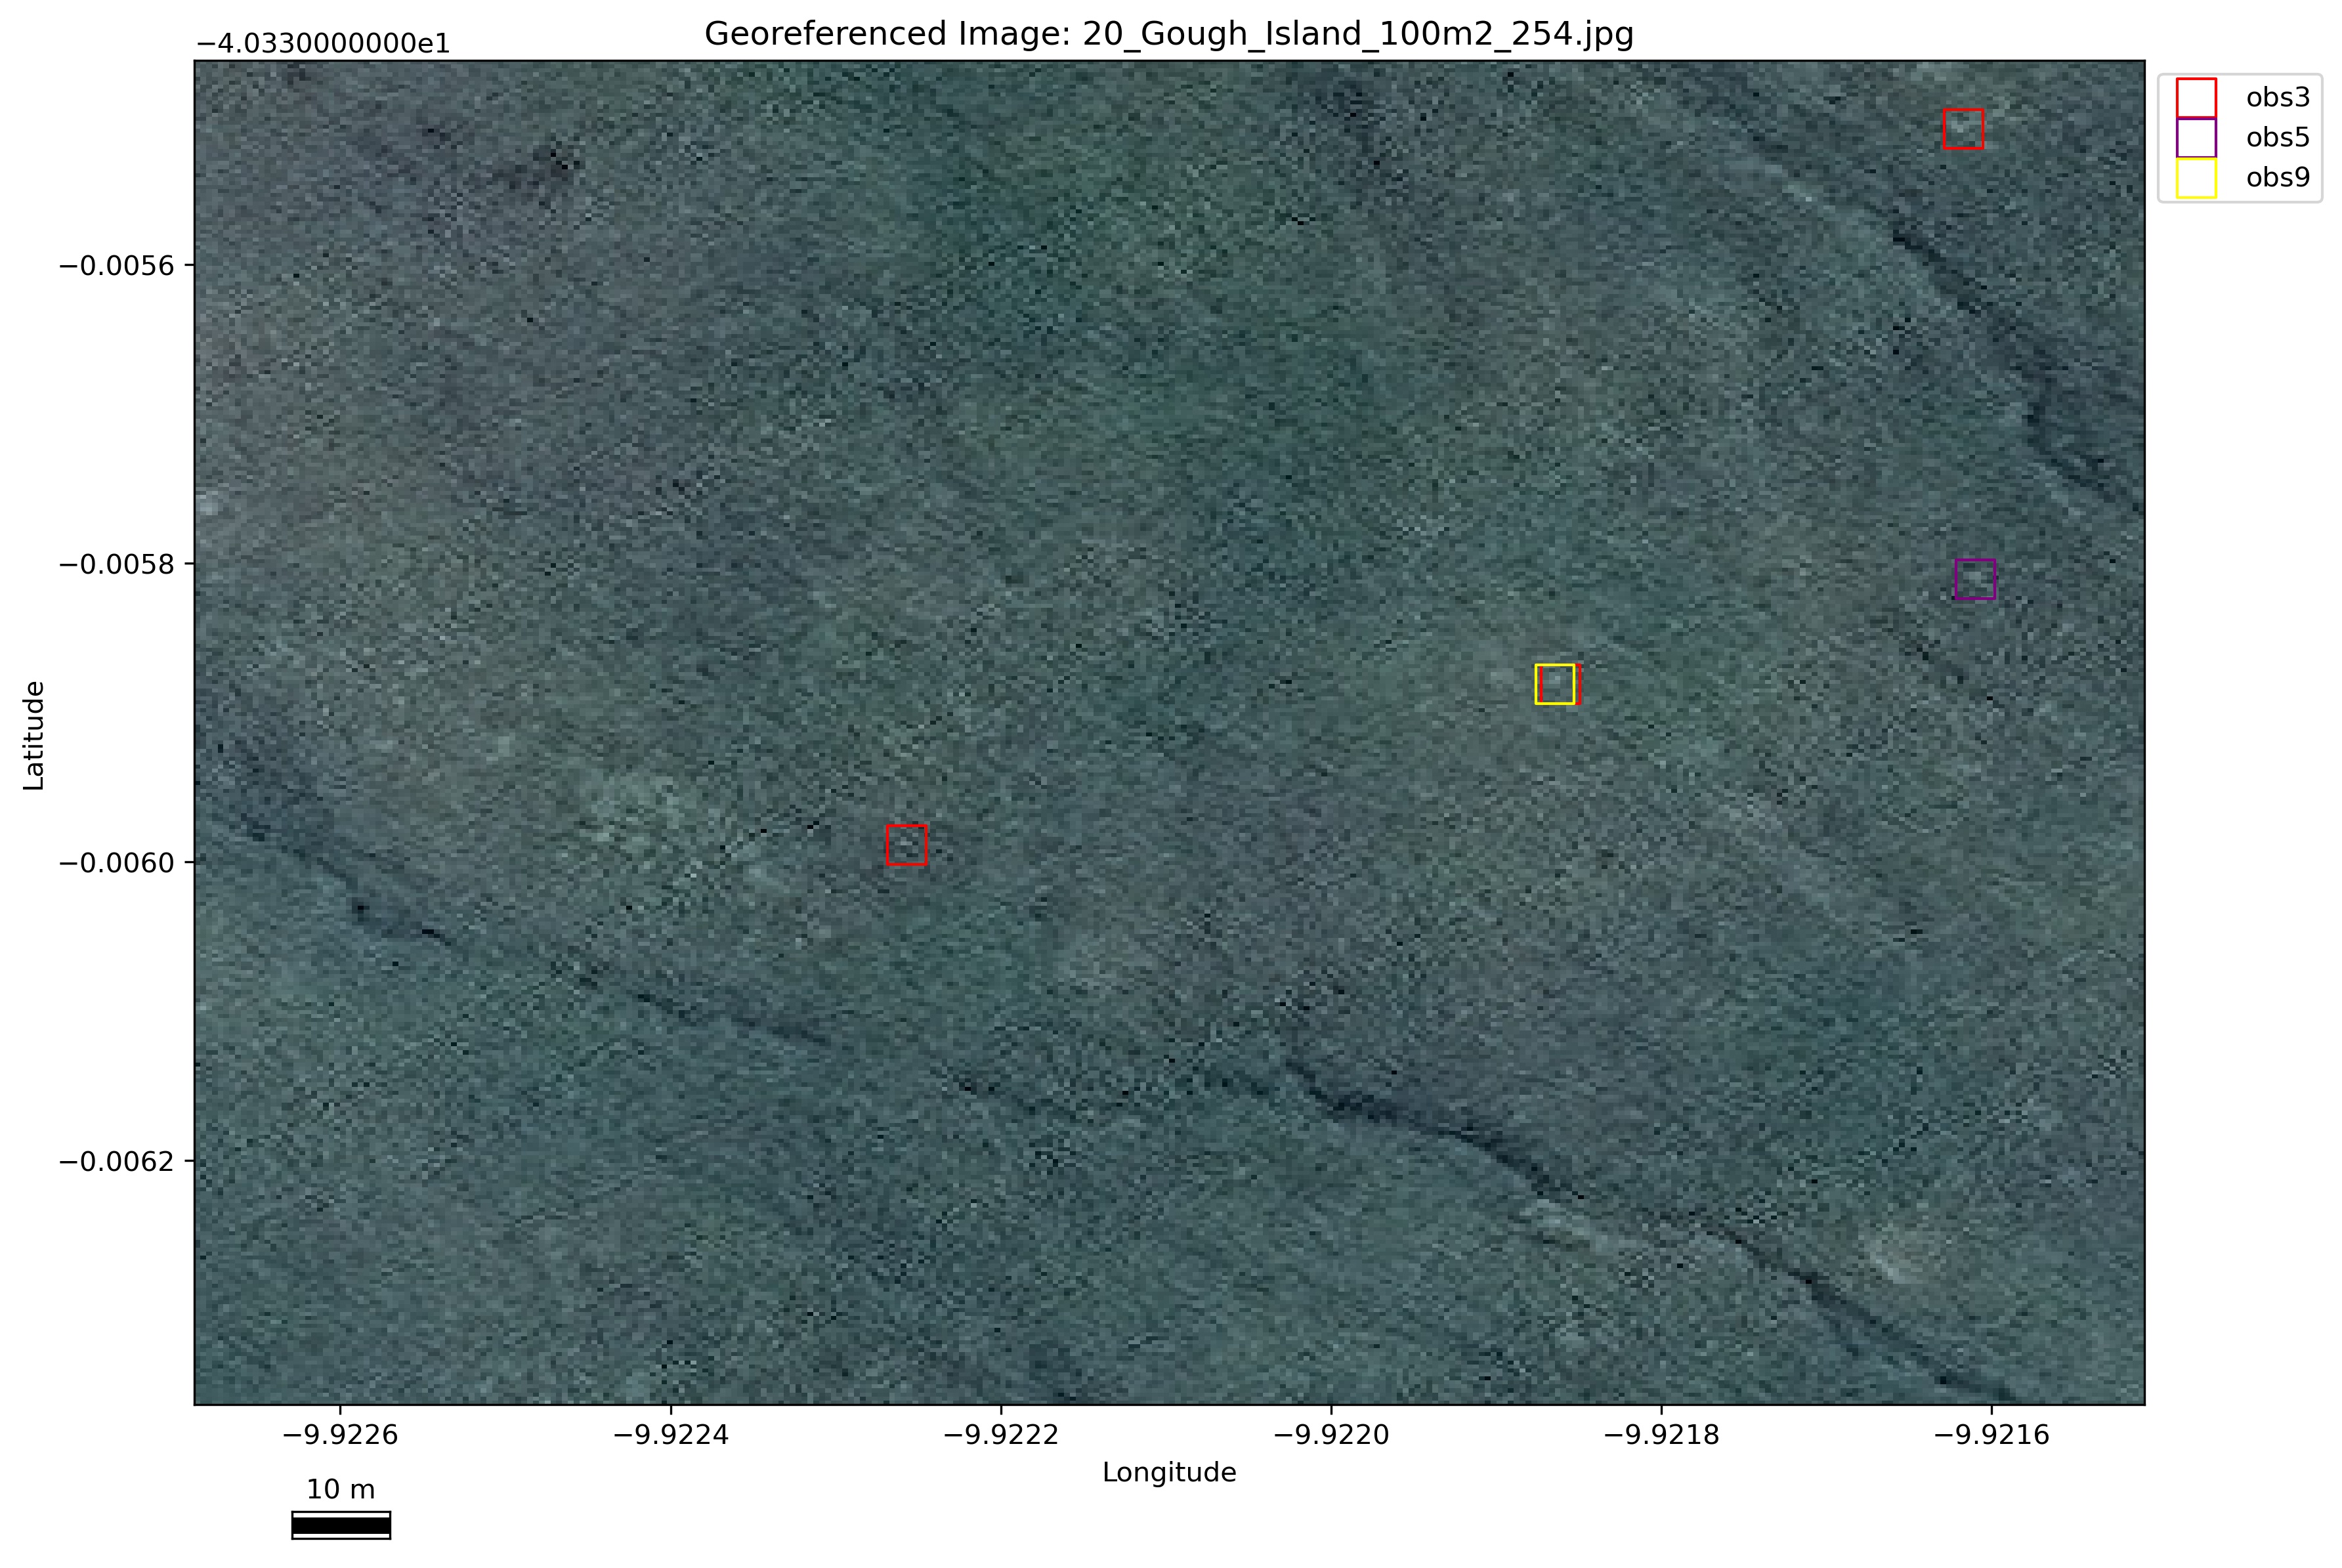 Georeferenced Image: 20_Gough_Island_100m2_254.jpg
−4.0330000000e1
obs3
obs5
obs9
−0.0056
−0.0058
−0.0060
−0.0062
Latitude
−9.9226
−9.9224
−9.9222
−9.9220
−9.9218
−9.9216
Longitude
10 m